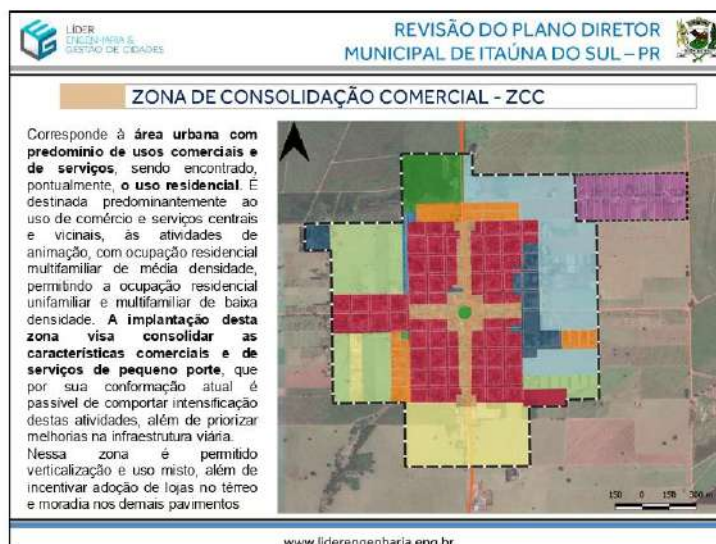 LÍDER
ENGENHARIA &
GESTÃO DE CIDADES
REVISÃO DO PLANO DIRETOR
MUNICIPAL DE ITAÚNA DO SUL – PR
ZONA DE CONSOLIDAÇÃO COMERCIAL - ZCC
Corresponde à área urbana com
predomínio de usos comerciais e
de serviços, sendo encontrado,
pontualmente, o uso residencial. É
destinada predominantemente ao
uso de comércio e serviços centrais
e vicinais, às atividades de
animação, com ocupação residencial
multifamiliar de média densidade,
permitindo a ocupação residencial
unifamiliar e multifamiliar de baixa
densidade. A implantação desta
zona visa consolidar as
características comerciais e de
serviços de pequeno porte, que
por sua conformação atual é
passível de comportar intensificação
destas atividades, além de priorizar
melhorias na infraestrutura viária.
Nessa zona é permitido
verticalização e uso misto, além de
incentivar adoção de lojas no térreo
e moradia nos demais pavimentos
150 0 150 300 m
www.liderengenharia.eng.br